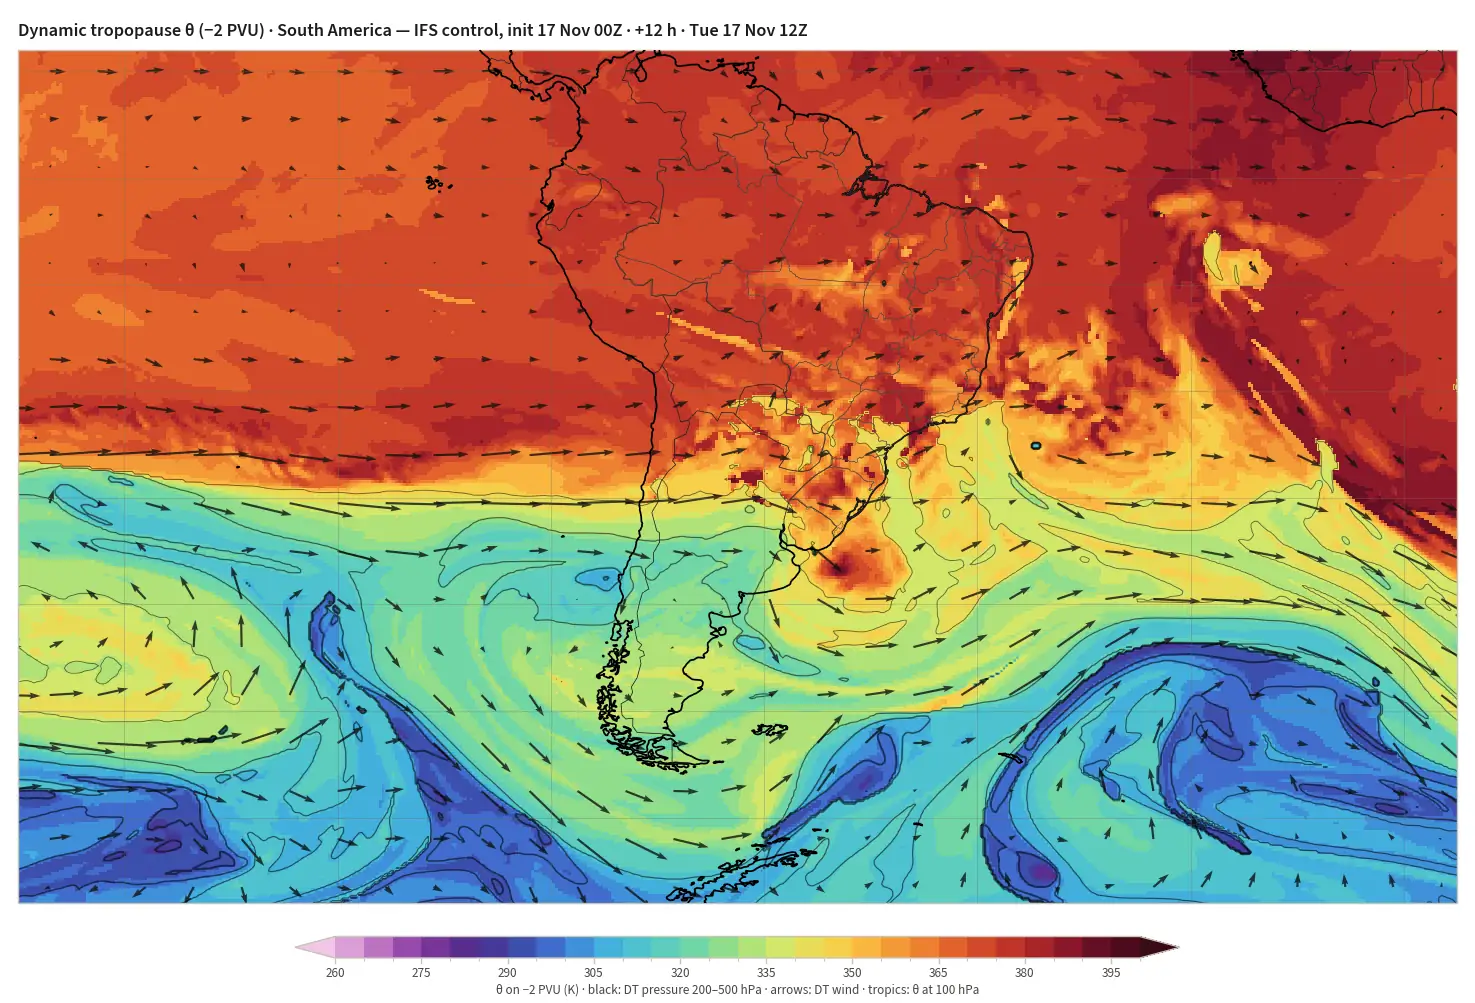 Dynamic tropopause θ (−2 PVU) · South America — IFS control, init 17 Nov 00Z · +12 h · Tue 17 Nov 12Z
260 275 290 305 320 335 350 365 380 395
θ on −2 PVU (K) · black: DT pressure 200–500 hPa · arrows: DT wind · tropics: θ at 100 hPa